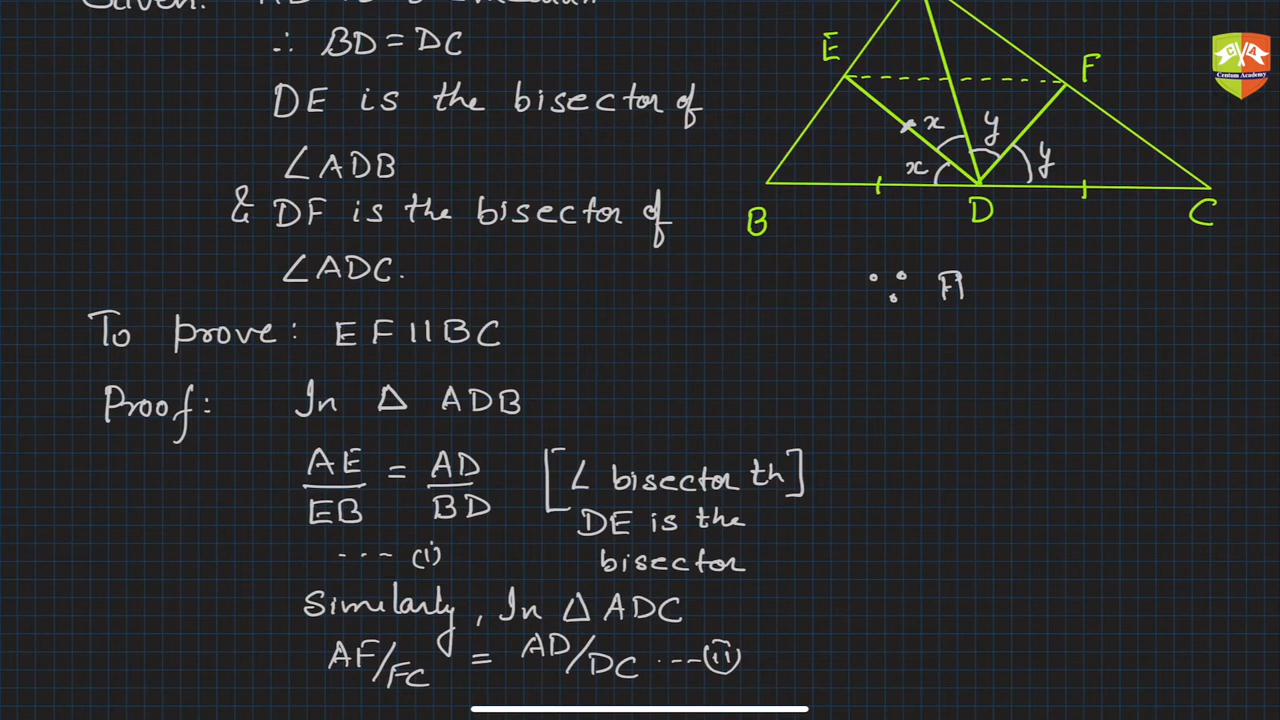 ∴ BD = DC
DE is the bisector of
∠ADB
& DF is the bisector of
∠ADC.
To prove: EF || BC
Proof: In Δ ADB
AE/EB = AD/BD [∠ bisector th]
DE is the
bisector
---- (i)
Similarly, In Δ ADC
AF/FC = AD/DC ---- (ii)
E
F
x
y
x
y
B
D
C
∵
C A
Centum Academy